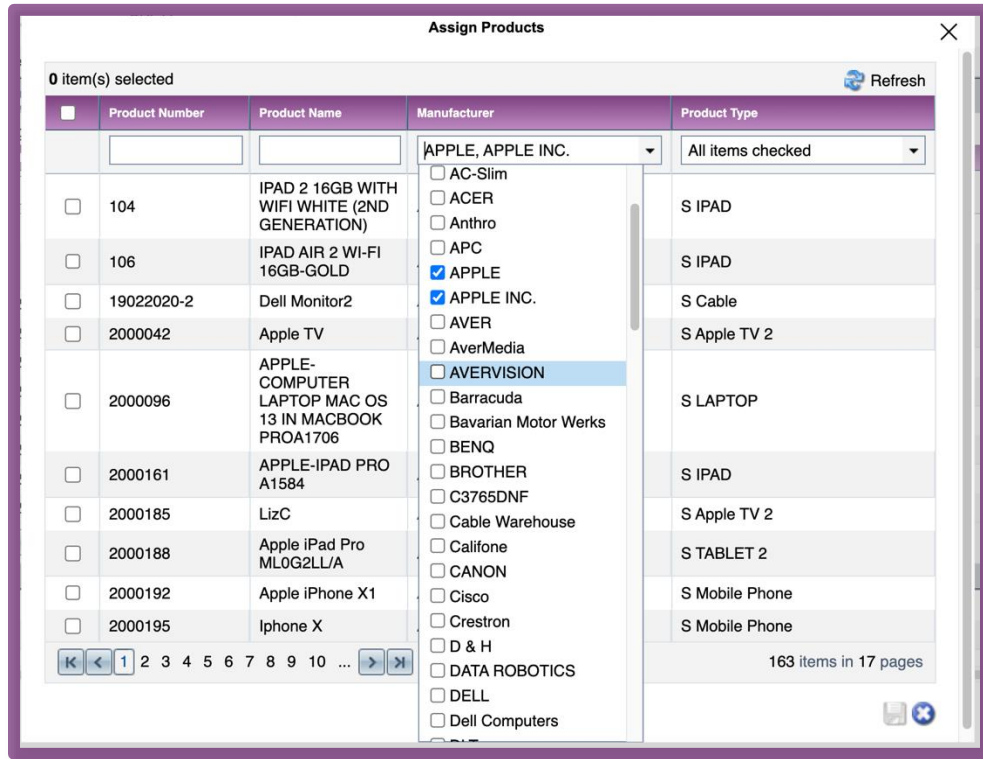 Assign Products
0 item(s) selected
Refresh
Product Number Product Name Manufacturer Product Type
APPLE, APPLE INC. All items checked
104 IPAD 2 16GB WITH WIFI WHITE (2ND GENERATION) S IPAD
106 IPAD AIR 2 WI-FI 16GB-GOLD S IPAD
19022020-2 Dell Monitor2 S Cable
2000042 Apple TV S Apple TV 2
2000096 APPLE-COMPUTER LAPTOP MAC OS 13 IN MACBOOK PROA1706 S LAPTOP
2000161 APPLE-IPAD PRO A1584 S IPAD
2000185 LizC S Apple TV 2
2000188 Apple iPad Pro ML0G2LL/A S TABLET 2
2000192 Apple iPhone X1 S Mobile Phone
2000195 Iphone X S Mobile Phone
AC-Slim
ACER
Anthro
APC
APPLE
APPLE INC.
AVER
AverMedia
AVERVISION
Barracuda
Bavarian Motor Werks
BENQ
BROTHER
C3765DNF
Cable Warehouse
Califone
CANON
Cisco
Crestron
D & H
DATA ROBOTICS
DELL
Dell Computers
1 2 3 4 5 6 7 8 9 10 ...
163 items in 17 pages